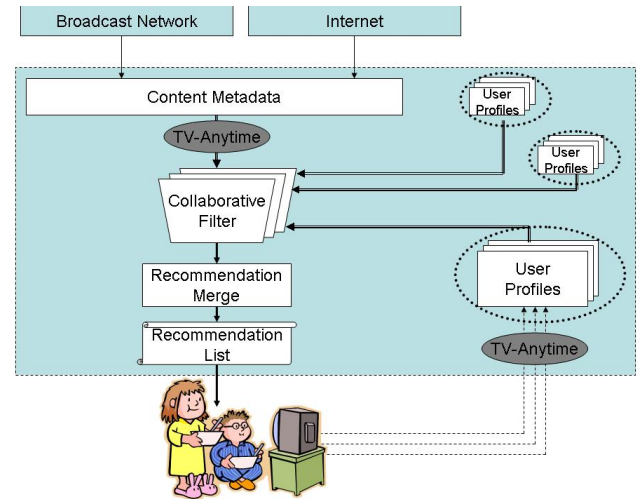 Broadcast Network
Internet
Content Metadata
User
Profiles
TV-Anytime
User
Profiles
Collaborative
Filter
Recommendation
Merge
User
Profiles
Recommendation
List
TV-Anytime